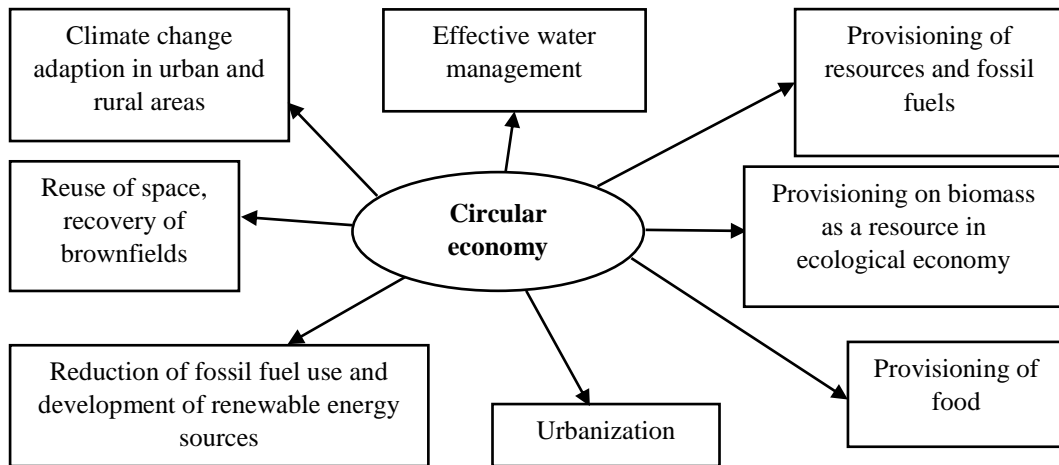 Climate change
adaption in urban and
rural areas
Effective water
management
Provisioning of
resources and fossil
fuels
Reuse of space,
recovery of
brownfields
Circular
economy
Provisioning on biomass
as a resource in
ecological economy
Reduction of fossil fuel use and
development of renewable energy
sources
Urbanization
Provisioning of
food